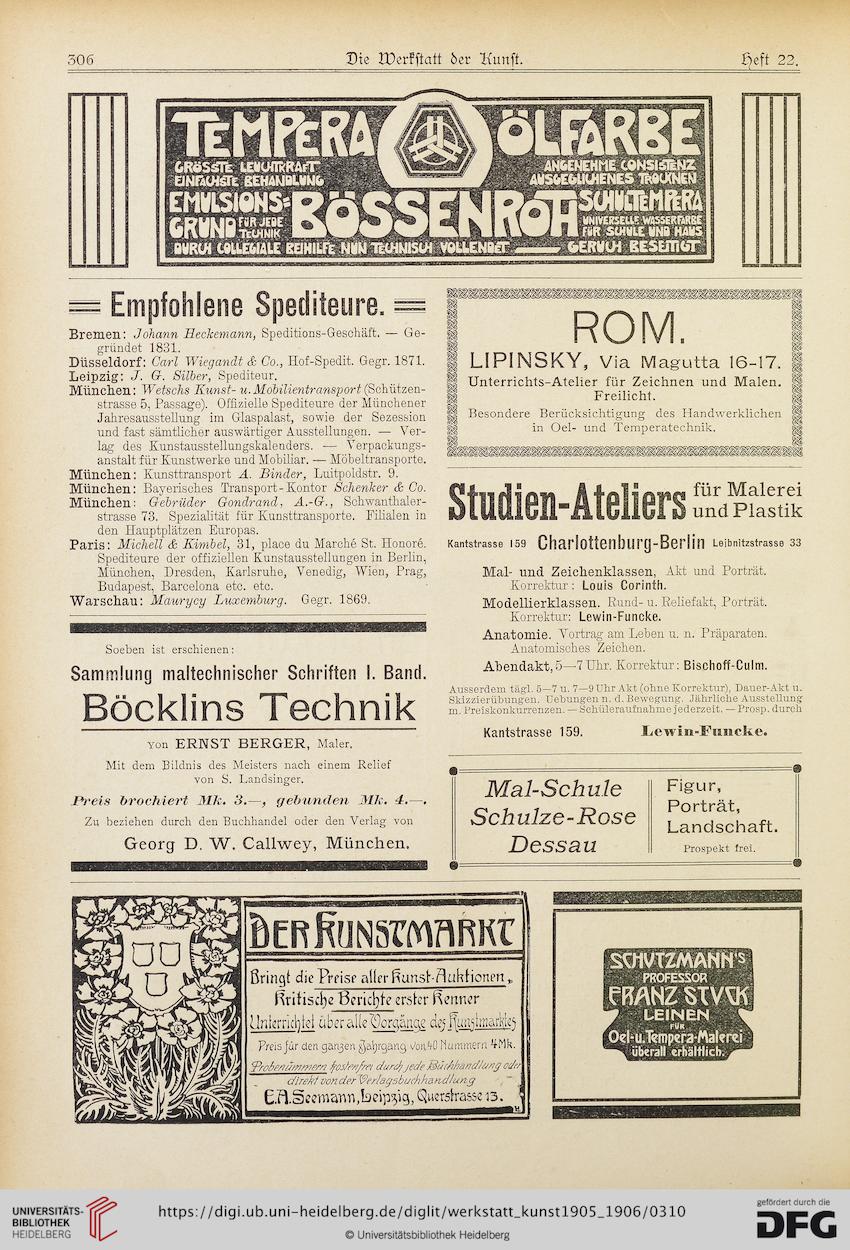 306
Die Werkstatt der Kunst.
Heft 22.
TEMPERA ÖLFARBE
GRÖSSTE LEUCHTKRAFT
EINFACHSTE BEHANDLUNG
ANGENEHME CONSISTENZ
AUSGEGLICHENES TROCKNEN
EMULSIONS-
GRUND FÜR JEDE
TECHNIK
BÖSSENROTH
SCHULTEMPERA
UNIVERSELLE WASSERFARBE
FÜR SCHULE UND HAUS
DURCH COLLEGIALE BEIHILFE NUN TECHNISCH VOLLENDET — GERUCH BESEITIGT
Empfohlene Spediteure.
Bremen: Johann Heckemann, Speditions-Geschäft. — Ge-
gründet 1831.
Düsseldorf: Carl Wiegandt & Co., Hof-Spedit. Gegr. 1871.
Leipzig: J. G. Silber, Spediteur.
München: Wetschs Kunst- u. Mobilientransport (Schützen-
strasse 5, Passage). Offizielle Spediteure der Münchener
Jahresausstellung im Glaspalast, sowie der Sezession
und fast sämtlicher auswärtiger Ausstellungen. — Ver-
lag des Kunstausstellungskalenders. — Verpackungs-
anstalt für Kunstwerke und Mobiliar. — Möbeltransporte.
München: Kunsttransport A. Binder, Luitpoldstr. 9.
München: Bayerisches Transport-Kontor Schenker & Co.
München: Gebrüder Gondrand, A.-G., Schwanthaler-
strasse 73. Spezialität für Kunsttransporte. Filialen in
den Hauptplätzen Europas.
Paris: Michell & Kimbel, 31, place du Marché St. Honoré.
Spediteure der offiziellen Kunstausstellungen in Berlin,
München, Dresden, Karlsruhe, Venedig, Wien, Prag,
Budapest, Barcelona etc. etc.
Warschau: Maurycy Luxemburg. Gegr. 1869.
Soeben ist erschienen:
Sammlung maltechnischer Schriften I. Band.
Böcklins Technik
von ERNST BERGER, Maler.
Mit dem Bildnis des Meisters nach einem Relief
von S. Landsinger.
Preis brochiert Mk. 3.—, gebunden Mk. 4.—.
Zu beziehen durch den Buchhandel oder den Verlag von
Georg D. W. Callwey, München.
ROM.
LIPINSKY, Via Magutta 16-17.
Unterrichts-Atelier für Zeichnen und Malen.
Freilicht.
Besondere Berücksichtigung des Handwerklichen
in Oel- und Temperatechnik.
Studien-Ateliers für Malerei
und Plastik
Kantstrasse 159 Charlottenburg-Berlin Leibnitzstrasse 33
Mal- und Zeichenklassen, Akt und Porträt.
Korrektur: Louis Corinth.
Modellierklassen. Rund- u. Reliefakt, Porträt.
Korrektur: Lewin-Funcke.
Anatomie. Vortrag am Leben u. n. Präparaten.
Anatomisches Zeichen.
Abendakt, 5—7 Uhr. Korrektur: Bischoff-Culm.
Ausserdem tägl. 5—7 u. 7—9 Uhr Akt (ohne Korrektur), Dauer-Akt u.
Skizzierübungen. Uebungen n. d. Bewegung. Jährliche Ausstellung
m. Preiskonkurrenzen. — Schüleraufnahme jederzeit. — Prosp. durch
Kantstrasse 159. Lewin-Funcke.
Mal-Schule
Schulze-Rose
Dessau
Figur,
Porträt,
Landschaft.
Prospekt frei.
DER KUNSTMARKT
Bringt die Preise aller Kunst-Auktionen,
Kritische Berichte erster Kenner
Unterrichtet über alle Vorgänge des Kunstmarktes
Preis für den ganzen Jahrgang von 40 Nummern 4 Mk.
Probenummern kostenfrei durch jede Buchhandlung oder
direkt von der Verlagsbuchhandlung
E.A. Seemann, Leipzig, Querstrasse 13.
SCHVTZMANN'S
PROFESSOR
FRANZ STVCK
LEINEN
FÜR
Oel-u.Tempera-Malerei
überall erhältlich.
UNIVERSITÄTS-
BIBLIOTHEK
HEIDELBERG
https://digi.ub.uni-heidelberg.de/diglit/werkstatt_kunst1905_1906/0310
© Universitätsbibliothek Heidelberg
gefördert durch die
DFG